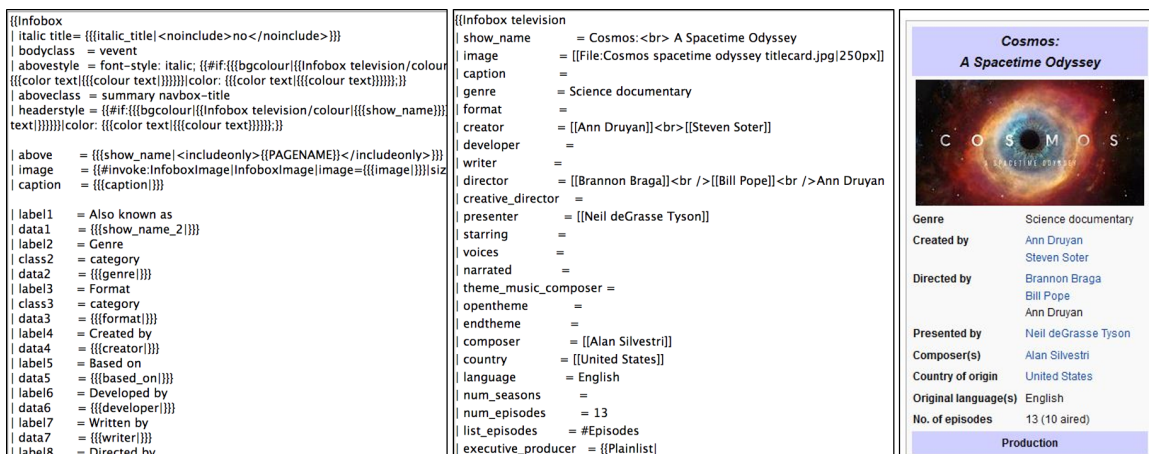 {{Infobox
| italic title= {{{italic_title|<noinclude>no</noinclude>}}}
| bodyclass = vevent
| abovestyle = font-style: italic; {{#if:{{{bgcolour|{{Infobox television/colour
{{{color text|{{{colour text|}}}}}}|color: {{{color text|{{{colour text}}}}}};}}
| aboveclass = summary navbox-title
| headerstyle = {{#if:{{{bgcolour|{{Infobox television/colour|{{{show_name}}}
text|}}}}}}|color: {{{color text|{{{colour text}}}}}};}}
| above = {{{show_name|<includeonly>{{PAGENAME}}</includeonly>}}}
| image = {{#invoke:InfoboxImage|InfoboxImage|image={{{image|}}}|siz
| caption = {{{caption|}}}
| label1 = Also known as
| data1 = {{{show_name_2|}}}
| label2 = Genre
| class2 = category
| data2 = {{{genre|}}}
| label3 = Format
| class3 = category
| data3 = {{{format|}}}
| label4 = Created by
| data4 = {{{creator|}}}
| label5 = Based on
| data5 = {{{based_on|}}}
| label6 = Developed by
| data6 = {{{developer|}}}
| label7 = Written by
| data7 = {{{writer|}}}
| label8 = Directed by
{{Infobox television
| show_name = Cosmos:<br> A Spacetime Odyssey
| image = [[File:Cosmos spacetime odyssey titlecard.jpg|250px]]
| caption =
| genre = Science documentary
| format =
| creator = [[Ann Druyan]]<br>[[Steven Soter]]
| developer =
| writer =
| director = [[Brannon Braga]]<br />[[Bill Pope]]<br />Ann Druyan
| creative_director =
| presenter = [[Neil deGrasse Tyson]]
| starring =
| voices =
| narrated =
| theme_music_composer =
| opentheme =
| endtheme =
| composer = [[Alan Silvestri]]
| country = [[United States]]
| language = English
| num_seasons =
| num_episodes = 13
| list_episodes = #Episodes
| executive_producer = {{Plainlist|
Cosmos:
A Spacetime Odyssey
COSMOS
A SPACETIME ODYSSEY
Genre Science documentary
Created by Ann Druyan
Steven Soter
Directed by Brannon Braga
Bill Pope
Ann Druyan
Presented by Neil deGrasse Tyson
Composer(s) Alan Silvestri
Country of origin United States
Original language(s) English
No. of episodes 13 (10 aired)
Production